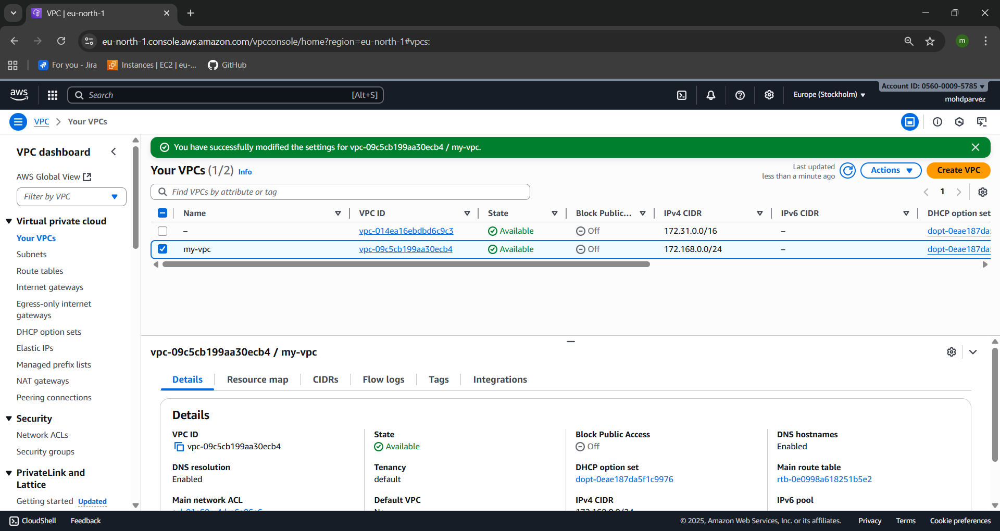 VPC | eu-north-1
eu-north-1.console.aws.amazon.com/vpcconsole/home?region=eu-north-1#vpcs:
m
For you - Jira
Instances | EC2 | eu-...
GitHub
aws
Search
[Alt+S]
Europe (Stockholm)
Account ID: 0560-0009-5785
mohdparvez
VPC
Your VPCs
VPC dashboard
AWS Global View
Filter by VPC
Virtual private cloud
Your VPCs
Subnets
Route tables
Internet gateways
Egress-only internet
gateways
DHCP option sets
Elastic IPs
Managed prefix lists
NAT gateways
Peering connections
Security
Network ACLs
Security groups
PrivateLink and
Lattice
Getting started Updated
You have successfully modified the settings for vpc-09c5cb199aa30ecb4 / my-vpc.
Your VPCs (1/2) Info
Last updated
less than a minute ago
Actions
Create VPC
Find VPCs by attribute or tag
1
Name VPC ID State Block Public... IPv4 CIDR IPv6 CIDR DHCP option set
– vpc-014ea16ebdbd6c9c3 Available Off 172.31.0.0/16 – dopt-0eae187da
my-vpc vpc-09c5cb199aa30ecb4 Available Off 172.168.0.0/24 – dopt-0eae187da
vpc-09c5cb199aa30ecb4 / my-vpc
Details Resource map CIDRs Flow logs Tags Integrations
Details
VPC ID
vpc-09c5cb199aa30ecb4
State
Available
Block Public Access
Off
DNS hostnames
Enabled
DNS resolution
Enabled
Tenancy
default
DHCP option set
dopt-0eae187da5f1c9976
Main route table
rtb-0e0998a618251b5e2
Main network ACL
Default VPC
IPv4 CIDR
IPv6 pool
CloudShell
Feedback
© 2025, Amazon Web Services, Inc. or its affiliates.
Privacy
Terms
Cookie preferences